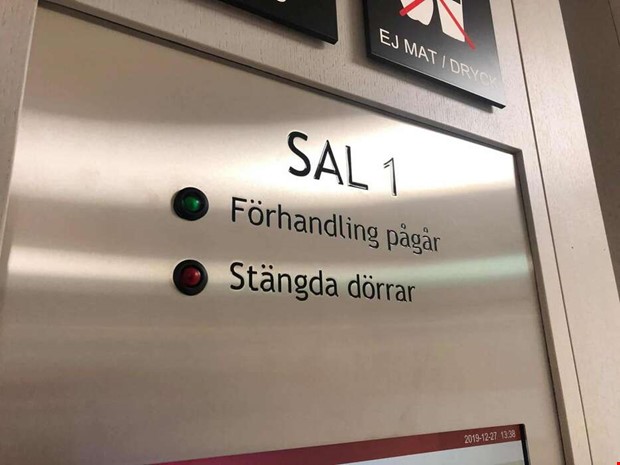 EJ MAT / DRYCK
SAL 1
Förhandling pågår
Stängda dörrar
2019-12-27 13:38